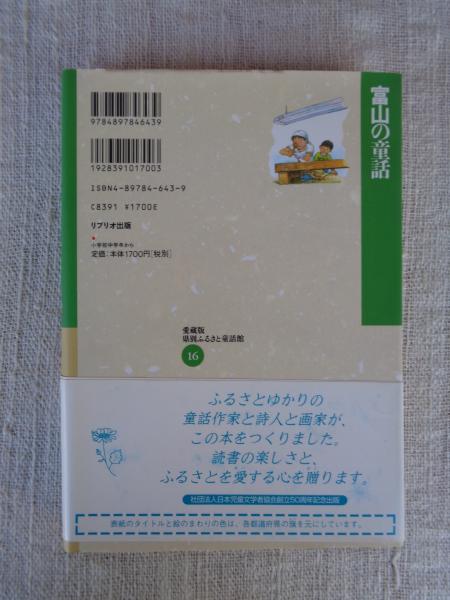 富山の童話
9784897846439
1928391017003
ISBN4-89784-643-9
C8391 ¥1700E
リブリオ出版
小学校中学年から
定価:本体1700円[税別]
愛蔵版
県別ふるさと童話館
16
ふるさとゆかりの
童話作家と詩人と画家が、
この本をつくりました。
読書の楽しさと、
ふるさとを愛する心を贈ります。
社団法人日本児童文学者協会創立50周年記念出版
表紙のタイトルと絵のまわりの色は、各都道府県の旗を元にしています。